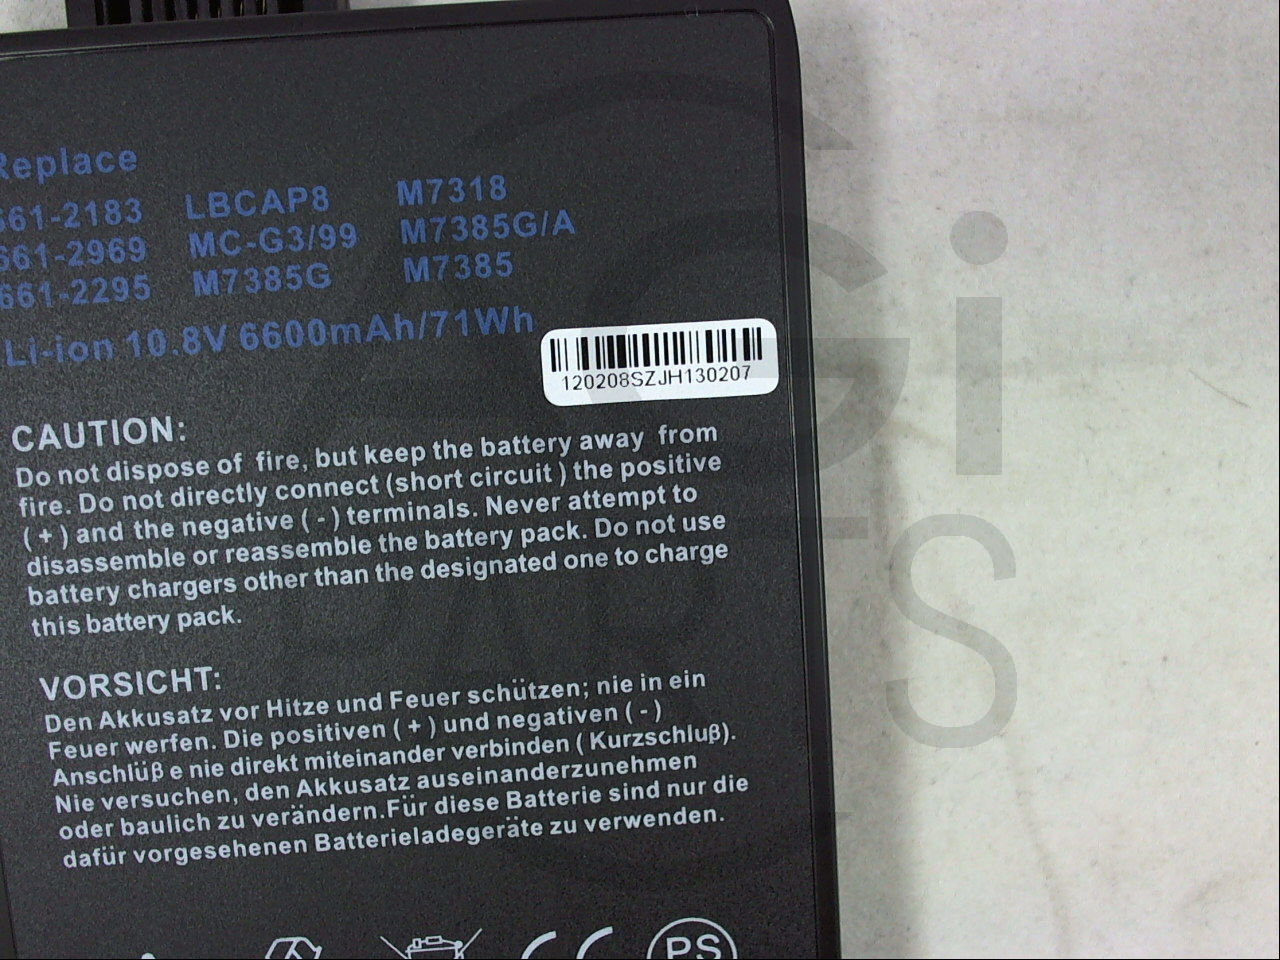 Replace
661-2183 LBCAP8 M7318
661-2969 MC-G3/99 M7385G/A
661-2295 M7385G M7385
Li-ion 10.8V 6600mAh/71Wh
120208SZJH130207
CAUTION:
Do not dispose of fire, but keep the battery away from
fire. Do not directly connect (short circuit ) the positive
( + ) and the negative ( - ) terminals. Never attempt to
disassemble or reassemble the battery pack. Do not use
battery chargers other than the designated one to charge
this battery pack.
VORSICHT:
Den Akkusatz vor Hitze und Feuer schützen; nie in ein
Feuer werfen. Die positiven ( + ) und negativen ( - )
Anschlüß e nie direkt miteinander verbinden ( Kurzschluß).
Nie versuchen, den Akkusatz auseinanderzunehmen
oder baulich zu verändern.Für diese Batterie sind nur die
dafür vorgesehenen Batterieladegeräte zu verwenden.
PS
Gi
PARTS